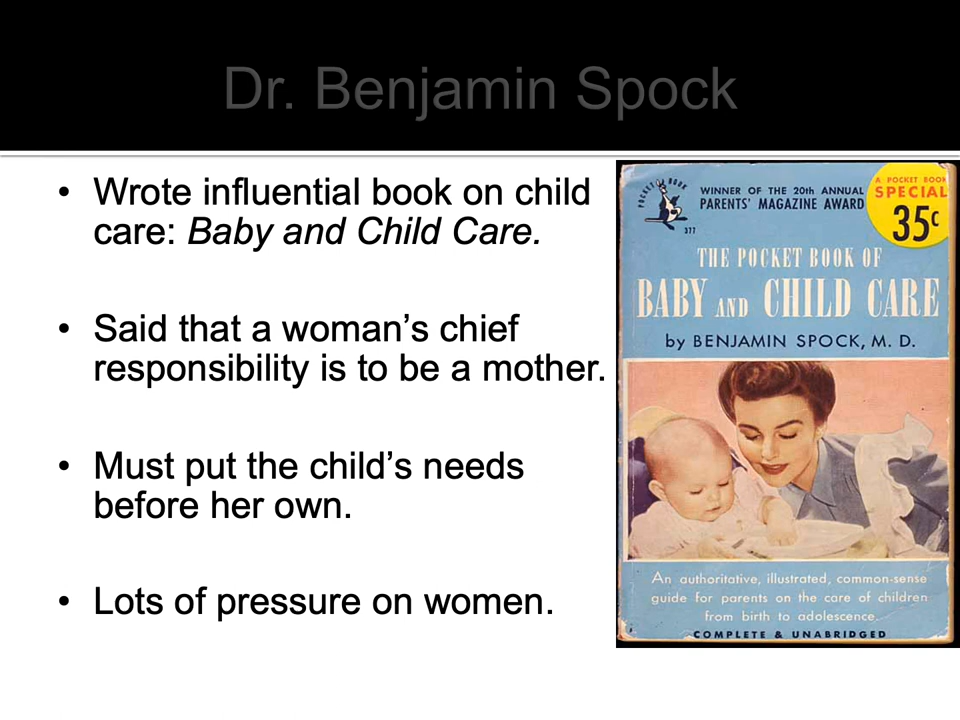 Dr. Benjamin Spock
• Wrote influential book on child
care: Baby and Child Care.
• Said that a woman’s chief
responsibility is to be a mother.
• Must put the child’s needs
before her own.
• Lots of pressure on women.
POCKET BOOK
377
WINNER OF THE 20th ANNUAL
PARENTS' MAGAZINE AWARD
A POCKET BOOK
SPECIAL
35c
THE POCKET BOOK OF
BABY AND CHILD CARE
by BENJAMIN SPOCK, M. D.
An authoritative, illustrated, common-sense
guide for parents on the care of children
from birth to adolescence.
COMPLETE & UNABRIDGED